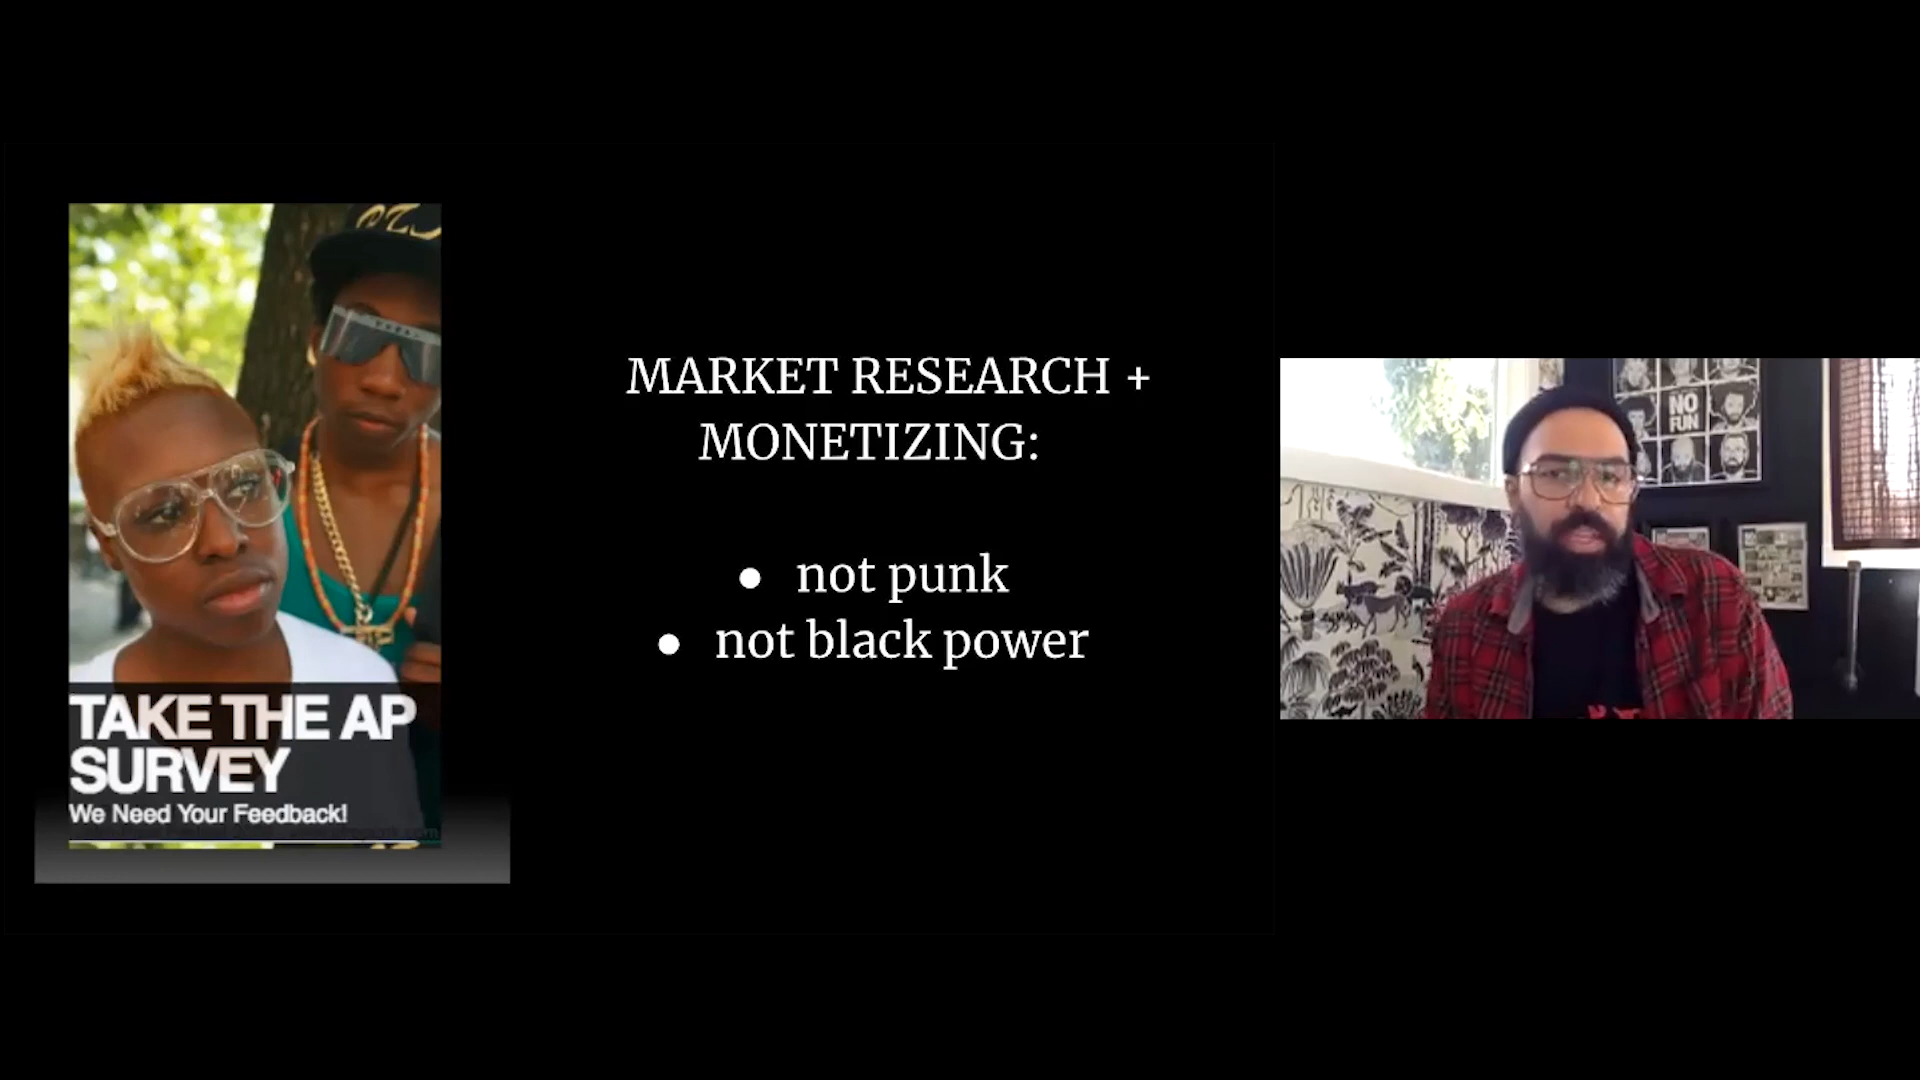 TAKE THE AP
SURVEY
We Need Your Feedback!
MARKET RESEARCH +
MONETIZING:
● not punk
● not black power
NO
FUN